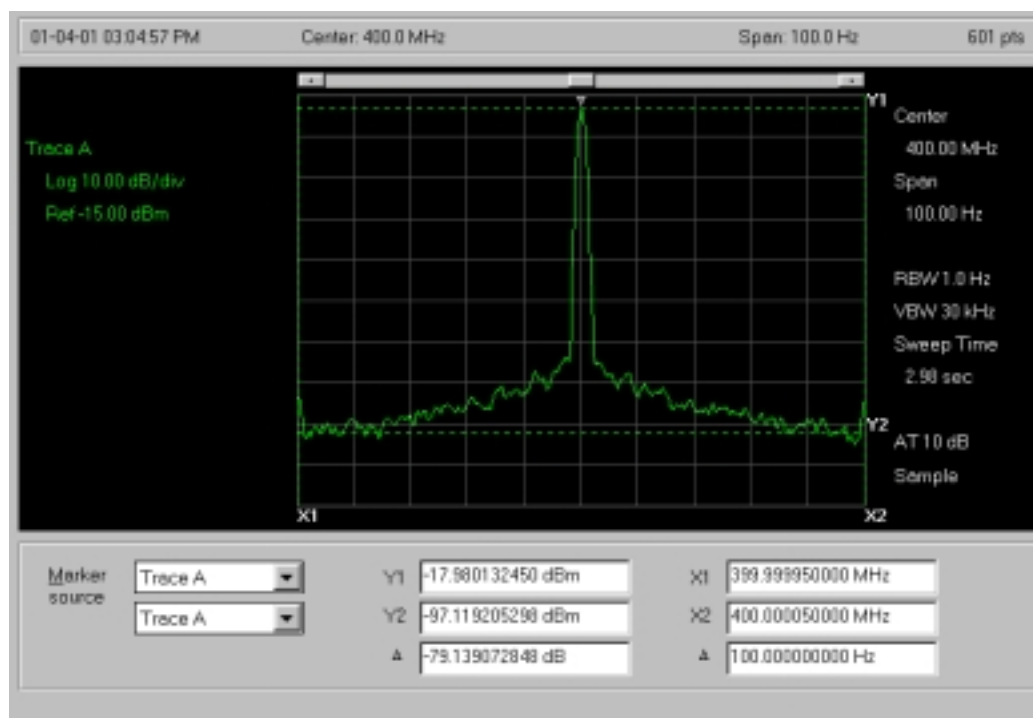 01-04-01 03:04:57 PM Center: 400.0 MHz Span: 100.0 Hz 601 pts
Y1
Center
Trace A
400.00 MHz
Log 10.00 dB/div
Span
Ref -15.00 dBm
100.00 Hz
RBW 1.0 Hz
VBW 30 kHz
Sweep Time
2.98 sec
Y2
AT 10 dB
Sample
X1 X2
Marker source Trace A Y1 -17.980132450 dBm X1 399.999950000 MHz
Trace A Y2 -97.119205298 dBm X2 400.000050000 MHz
Δ -79.139072848 dB Δ 100.000000000 Hz